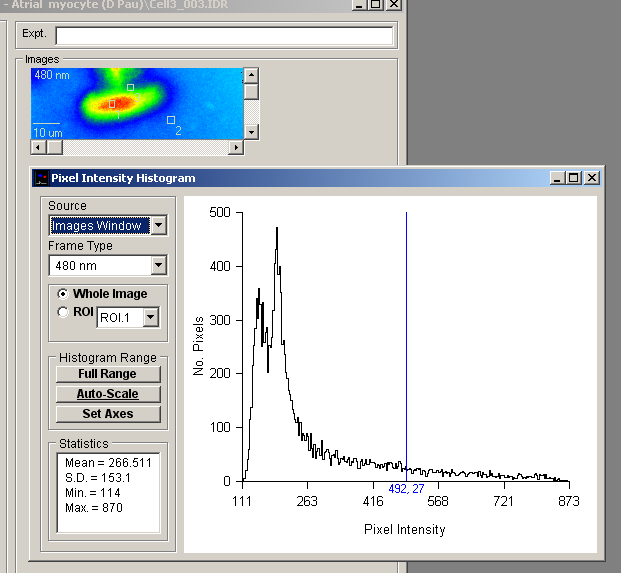 - Atrial myocyte (D Pau)\Cell3_003.IDR
Expt.
Images
480 nm
1
2
10 um
Pixel Intensity Histogram
Source
Images Window
Frame Type
480 nm
Whole Image
ROI
ROI.1
Histogram Range
Full Range
Auto-Scale
Set Axes
Statistics
Mean = 266.511
S.D. = 153.1
Min. = 114
Max. = 870
No. Pixels
500
400
300
200
100
0
492, 27
111
263
416
568
721
873
Pixel Intensity